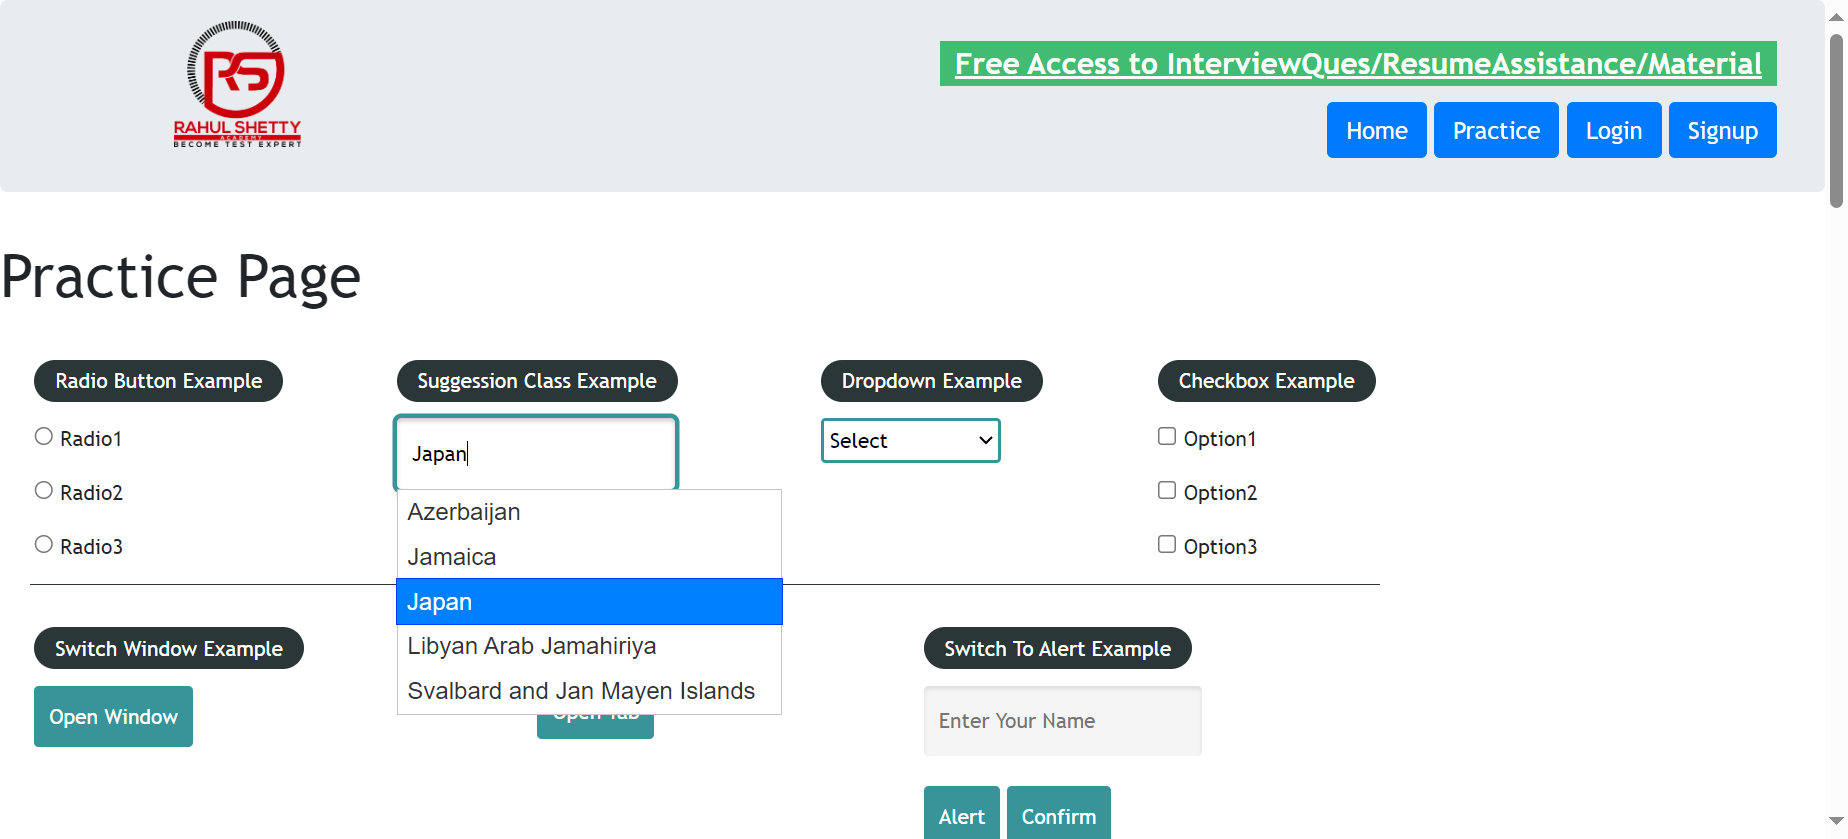 RS
RAHUL SHETTY
ACADEMY
BECOME TEST EXPERT
Free Access to InterviewQues/ResumeAssistance/Material
Home Practice Login Signup
Practice Page
Radio Button Example
Radio1
Radio2
Radio3
Suggession Class Example
Japan
Azerbaijan
Jamaica
Japan
Libyan Arab Jamahiriya
Svalbard and Jan Mayen Islands
Dropdown Example
Select
Checkbox Example
Option1
Option2
Option3
Switch Window Example
Open Window
Open Tab
Switch To Alert Example
Enter Your Name
Alert Confirm